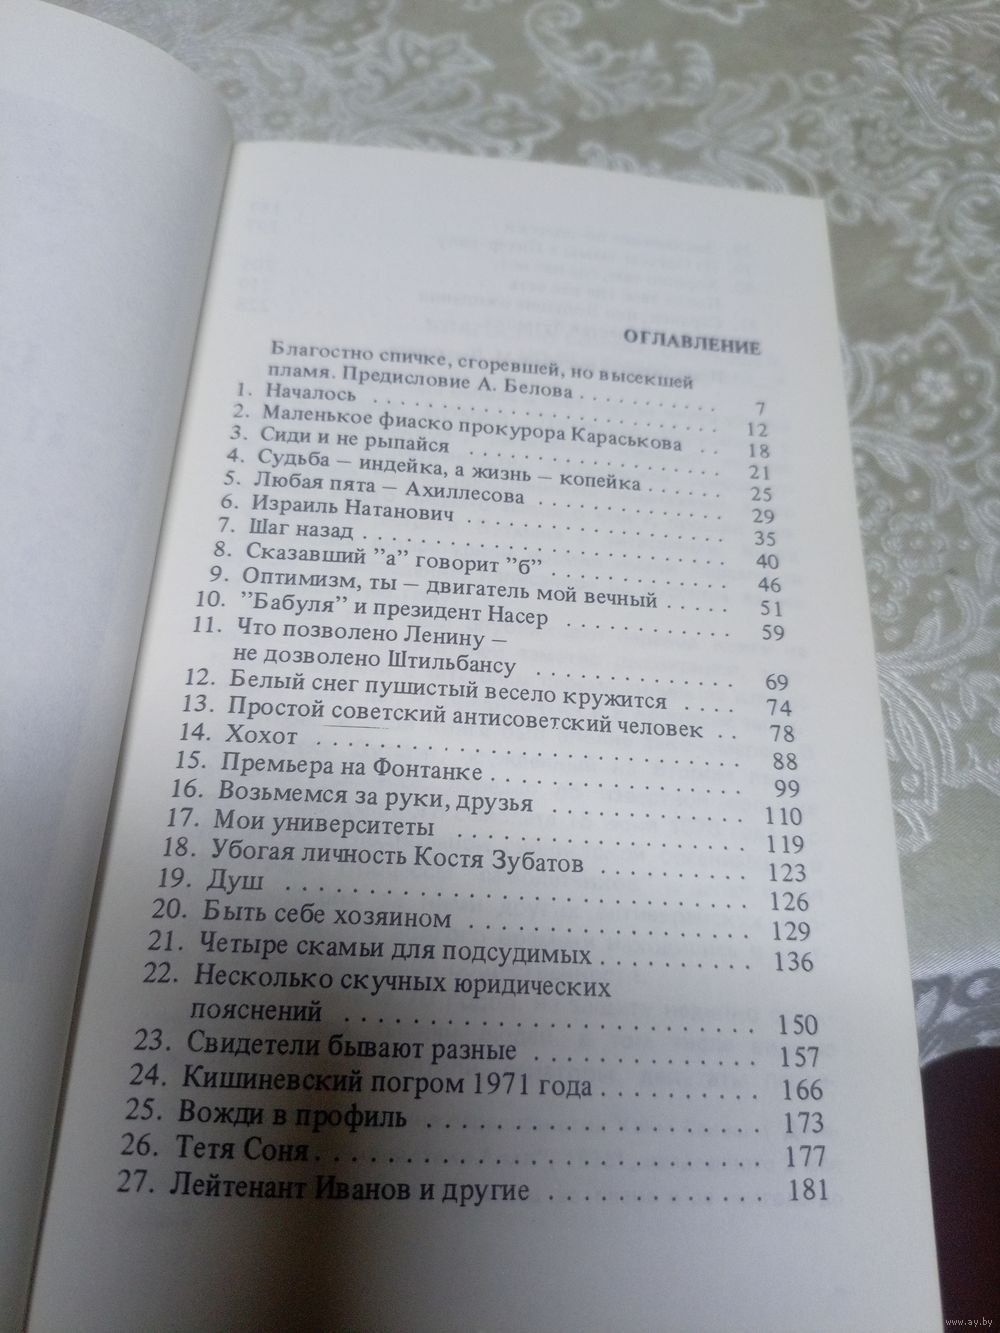 ОГЛАВЛЕНИЕ
Благостно спичке, сгоревшей, но высекшей
пламя. Предисловие А. Белова . . . . . . . . . . . 7
1. Началось . . . . . . . . . . . . . . . . . . . . . . . 12
2. Маленькое фиаско прокурора Караськова . . 18
3. Сиди и не рыпайся . . . . . . . . . . . . . . . . . 21
4. Судьба — индейка, а жизнь — копейка . . . . . . 25
5. Любая пята — Ахиллесова . . . . . . . . . . . . . 29
6. Израиль Натанович . . . . . . . . . . . . . . . . . 35
7. Шаг назад . . . . . . . . . . . . . . . . . . . . . . 40
8. Сказавший ”а” говорит ”б” . . . . . . . . . . . . 46
9. Оптимизм, ты — двигатель мой вечный . . . . . 51
10. ”Бабуля” и президент Насер . . . . . . . . . . . 59
11. Что позволено Ленину —
не дозволено Штильбансу . . . . . . . . . . . . . 69
12. Белый снег пушистый весело кружится . . . . 74
13. Простой советский антисоветский человек . . 78
14. Хохот . . . . . . . . . . . . . . . . . . . . . . . . 88
15. Премьера на Фонтанке . . . . . . . . . . . . . . . 99
16. Возьмемся за руки, друзья . . . . . . . . . . . . 110
17. Мои университеты . . . . . . . . . . . . . . . . . 119
18. Убогая личность Костя Зубатов . . . . . . . . . . 123
19. Душ . . . . . . . . . . . . . . . . . . . . . . . . . 126
20. Быть себе хозяином . . . . . . . . . . . . . . . . 129
21. Четыре скамьи для подсудимых . . . . . . . . . . 136
22. Несколько скучных юридических
пояснений . . . . . . . . . . . . . . . . . . . . . . 150
23. Свидетели бывают разные . . . . . . . . . . . . . 157
24. Кишиневский погром 1971 года . . . . . . . . . . 166
25. Вожди в профиль . . . . . . . . . . . . . . . . . . 173
26. Тетя Соня . . . . . . . . . . . . . . . . . . . . . . 177
27. Лейтенант Иванов и другие . . . . . . . . . . . . 181
www.ay.by